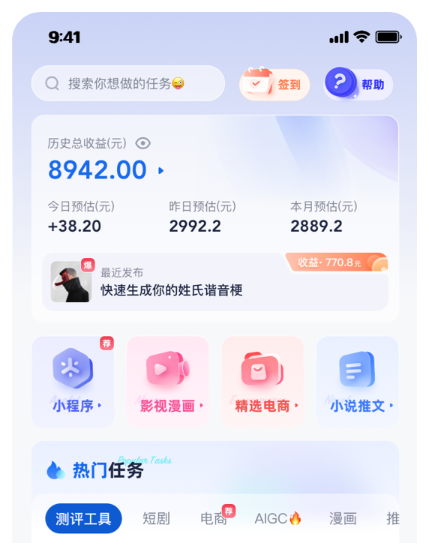 9:41
搜索你想做的任务😜
签到
帮助
历史总收益(元)
8942.00
今日预估(元) 昨日预估(元) 本月预估(元)
+38.20 2992.2 2889.2
收益· 770.8元
爆
最近发布
快速生成你的姓氏谐音梗
荐
小程序 影视漫画 精选电商 小说推文
Popular Tasks
热门任务
荐
测评工具 短剧 电商 AIGC🔥 漫画 推